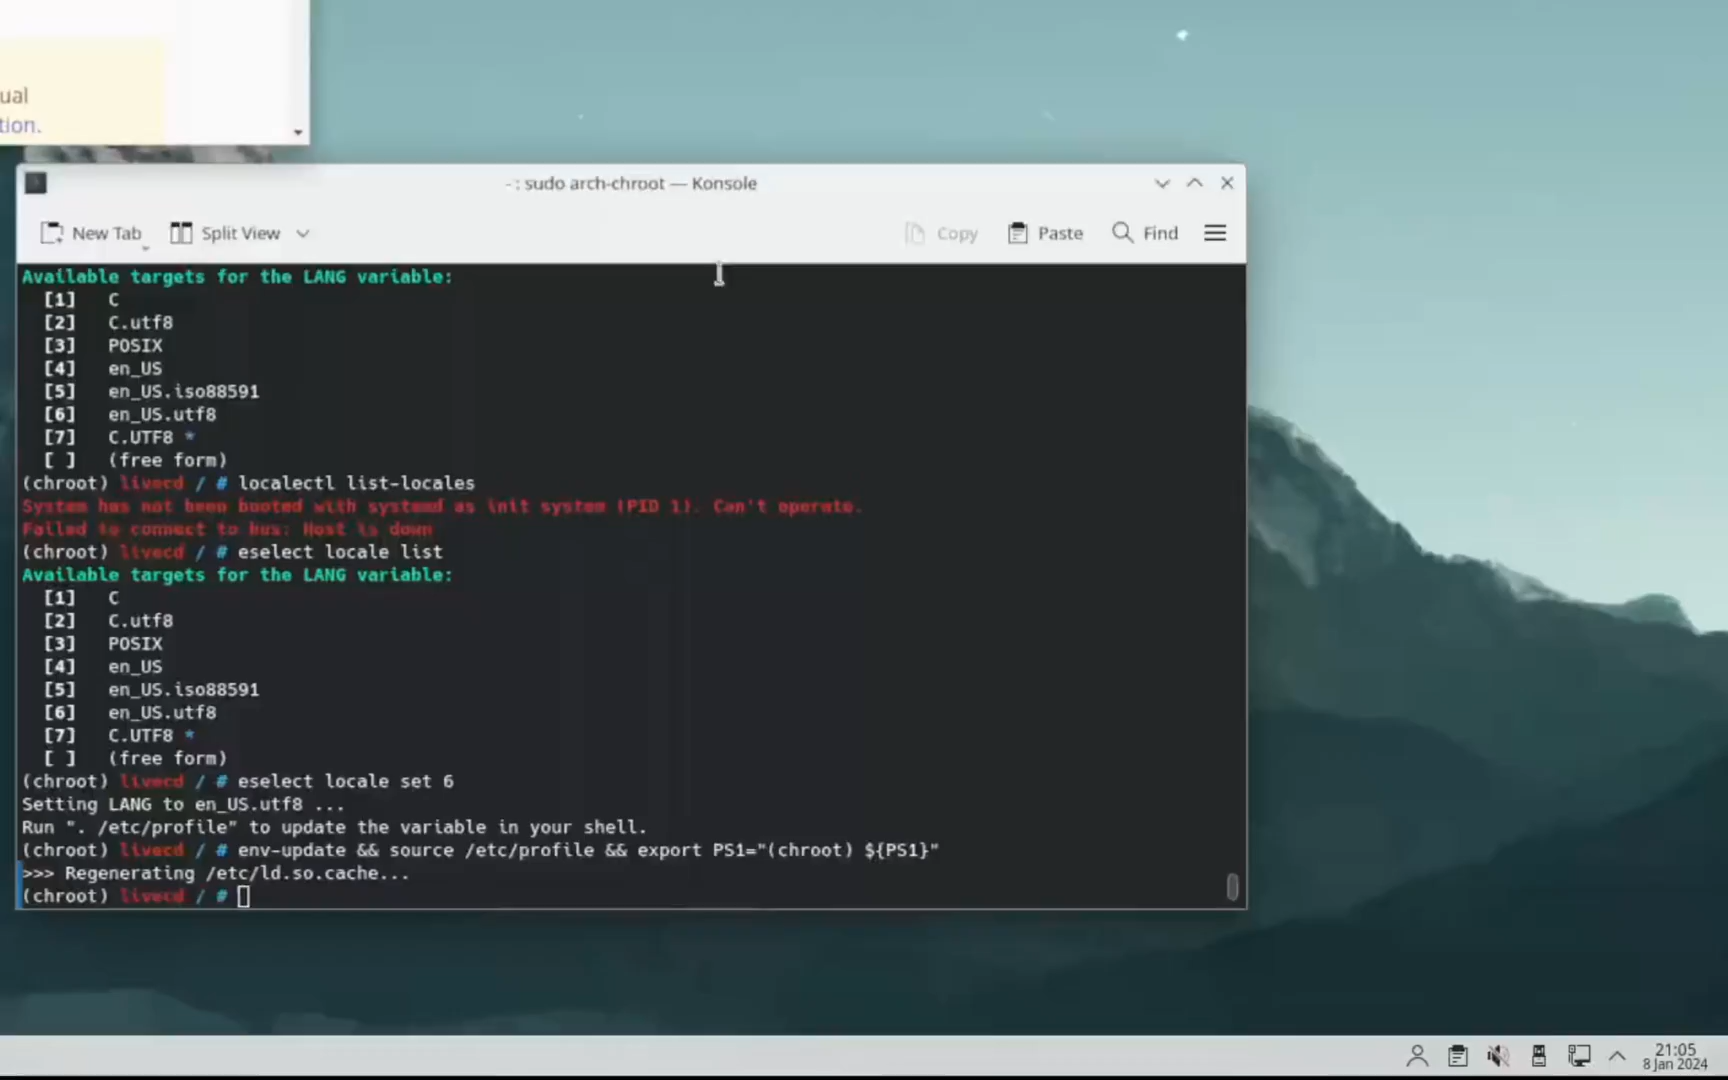 ual
tion.
- : sudo arch-chroot — Konsole
New Tab Split View Copy Paste Find
Available targets for the LANG variable:
[1] C
[2] C.utf8
[3] POSIX
[4] en_US
[5] en_US.iso88591
[6] en_US.utf8
[7] C.UTF8 *
[ ] (free form)
(chroot) livecd / # localectl list-locales
System has not been booted with systemd as init system (PID 1). Can't operate.
Failed to connect to bus: Host is down
(chroot) livecd / # eselect locale list
Available targets for the LANG variable:
[1] C
[2] C.utf8
[3] POSIX
[4] en_US
[5] en_US.iso88591
[6] en_US.utf8
[7] C.UTF8 *
[ ] (free form)
(chroot) livecd / # eselect locale set 6
Setting LANG to en_US.utf8 ...
Run ". /etc/profile" to update the variable in your shell.
(chroot) livecd / # env-update && source /etc/profile && export PS1="(chroot) ${PS1}"
>>> Regenerating /etc/ld.so.cache...
(chroot) livecd / #
21:05
8 Jan 2024